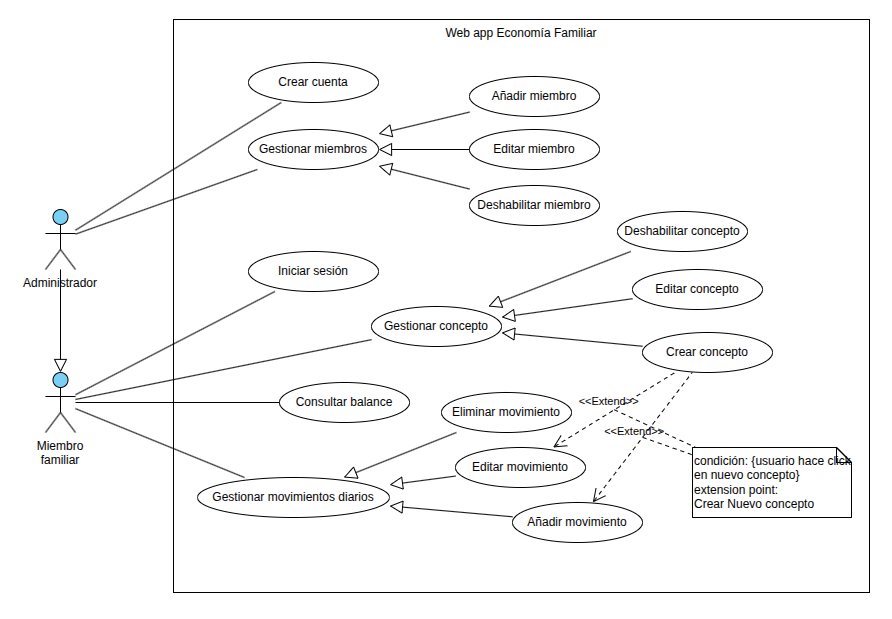 Web app Economía Familiar
Crear cuenta
Añadir miembro
Gestionar miembros
Editar miembro
Deshabilitar miembro
Deshabilitar concepto
Administrador
Iniciar sesión
Editar concepto
Gestionar concepto
Crear concepto
Consultar balance
<<Extend>>
Eliminar movimiento
<<Extend>>
Miembro
familiar
Editar movimiento
condición: {usuario hace click
en nuevo concepto}
extension point:
Crear Nuevo concepto
Gestionar movimientos diarios
Añadir movimiento